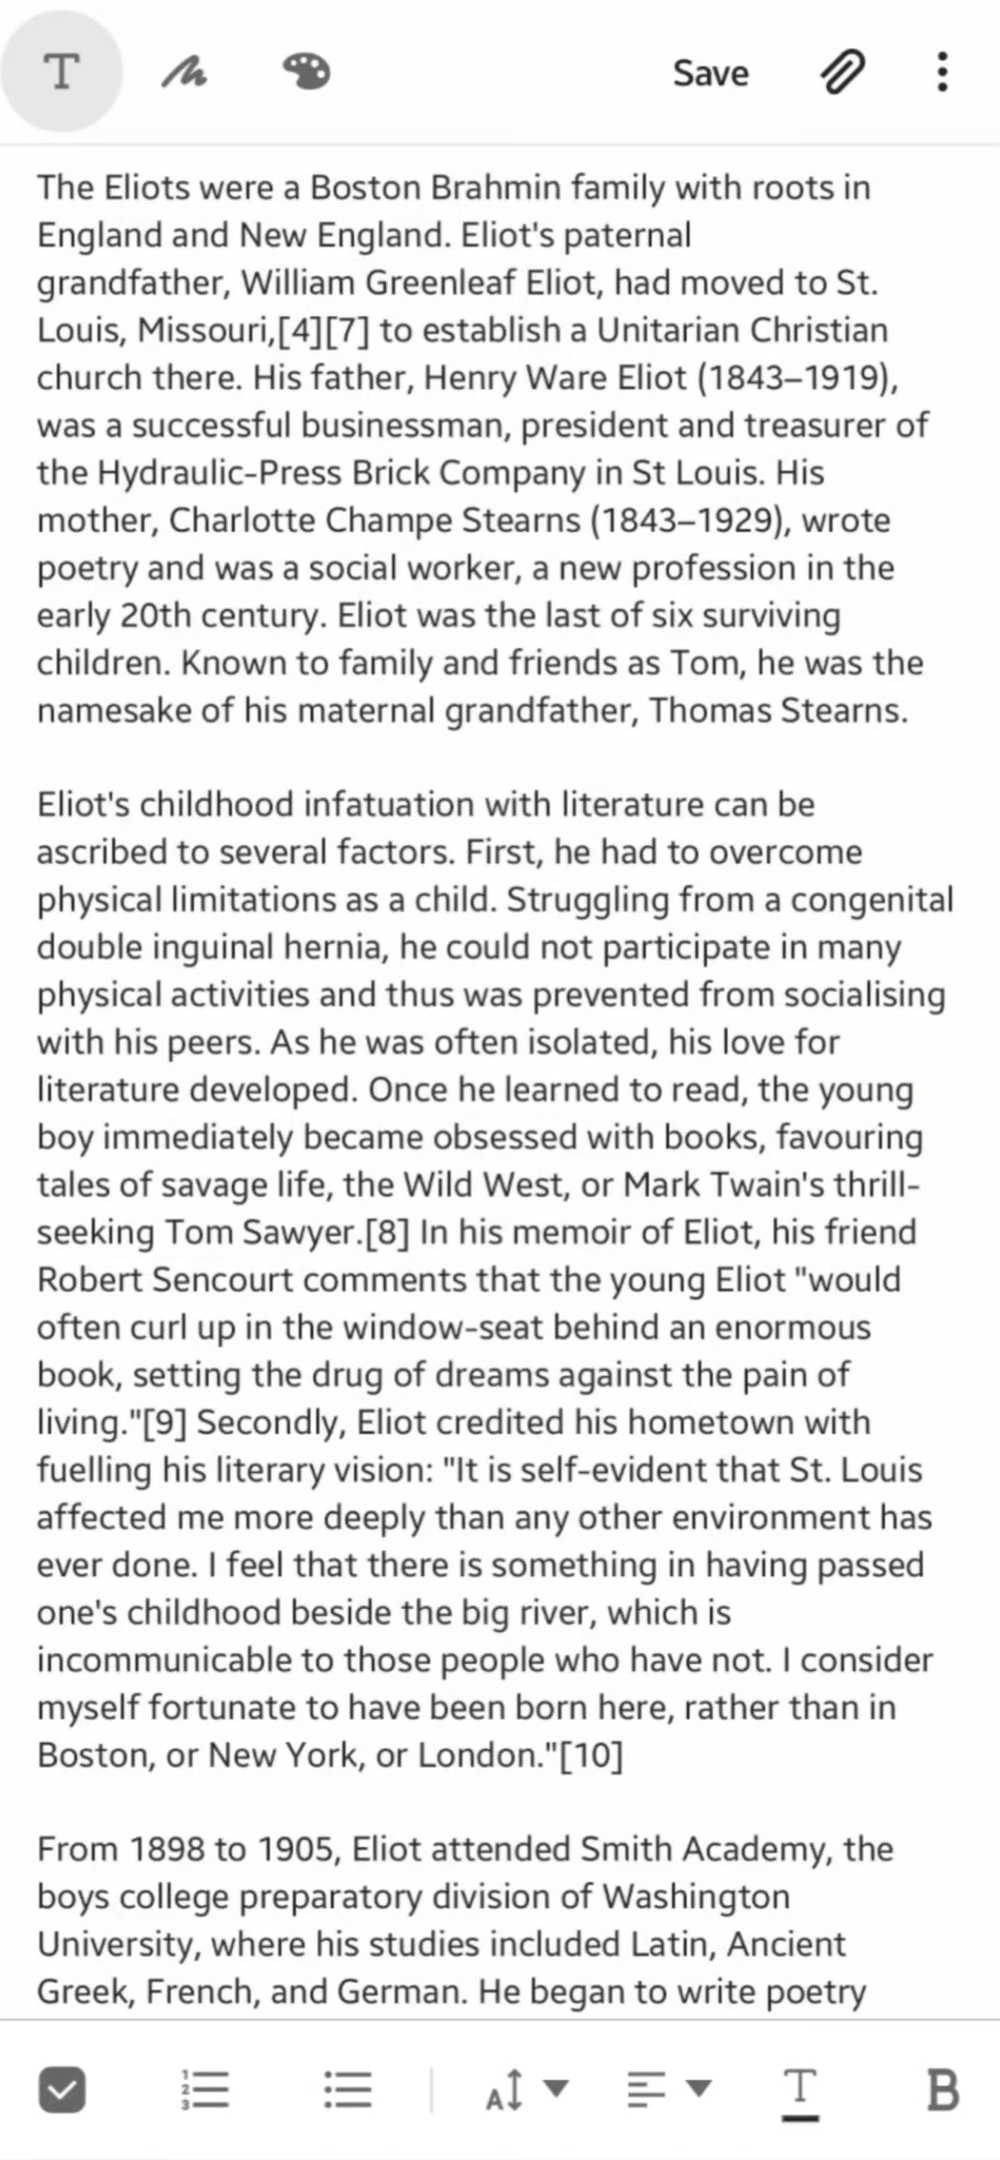 T
Save
The Eliots were a Boston Brahmin family with roots in
England and New England. Eliot's paternal
grandfather, William Greenleaf Eliot, had moved to St.
Louis, Missouri,[4][7] to establish a Unitarian Christian
church there. His father, Henry Ware Eliot (1843–1919),
was a successful businessman, president and treasurer of
the Hydraulic-Press Brick Company in St Louis. His
mother, Charlotte Champe Stearns (1843–1929), wrote
poetry and was a social worker, a new profession in the
early 20th century. Eliot was the last of six surviving
children. Known to family and friends as Tom, he was the
namesake of his maternal grandfather, Thomas Stearns.
Eliot's childhood infatuation with literature can be
ascribed to several factors. First, he had to overcome
physical limitations as a child. Struggling from a congenital
double inguinal hernia, he could not participate in many
physical activities and thus was prevented from socialising
with his peers. As he was often isolated, his love for
literature developed. Once he learned to read, the young
boy immediately became obsessed with books, favouring
tales of savage life, the Wild West, or Mark Twain's thrill-
seeking Tom Sawyer.[8] In his memoir of Eliot, his friend
Robert Sencourt comments that the young Eliot "would
often curl up in the window-seat behind an enormous
book, setting the drug of dreams against the pain of
living."[9] Secondly, Eliot credited his hometown with
fuelling his literary vision: "It is self-evident that St. Louis
affected me more deeply than any other environment has
ever done. I feel that there is something in having passed
one's childhood beside the big river, which is
incommunicable to those people who have not. I consider
myself fortunate to have been born here, rather than in
Boston, or New York, or London."[10]
From 1898 to 1905, Eliot attended Smith Academy, the
boys college preparatory division of Washington
University, where his studies included Latin, Ancient
Greek, French, and German. He began to write poetry
1
2
3
A
T
B